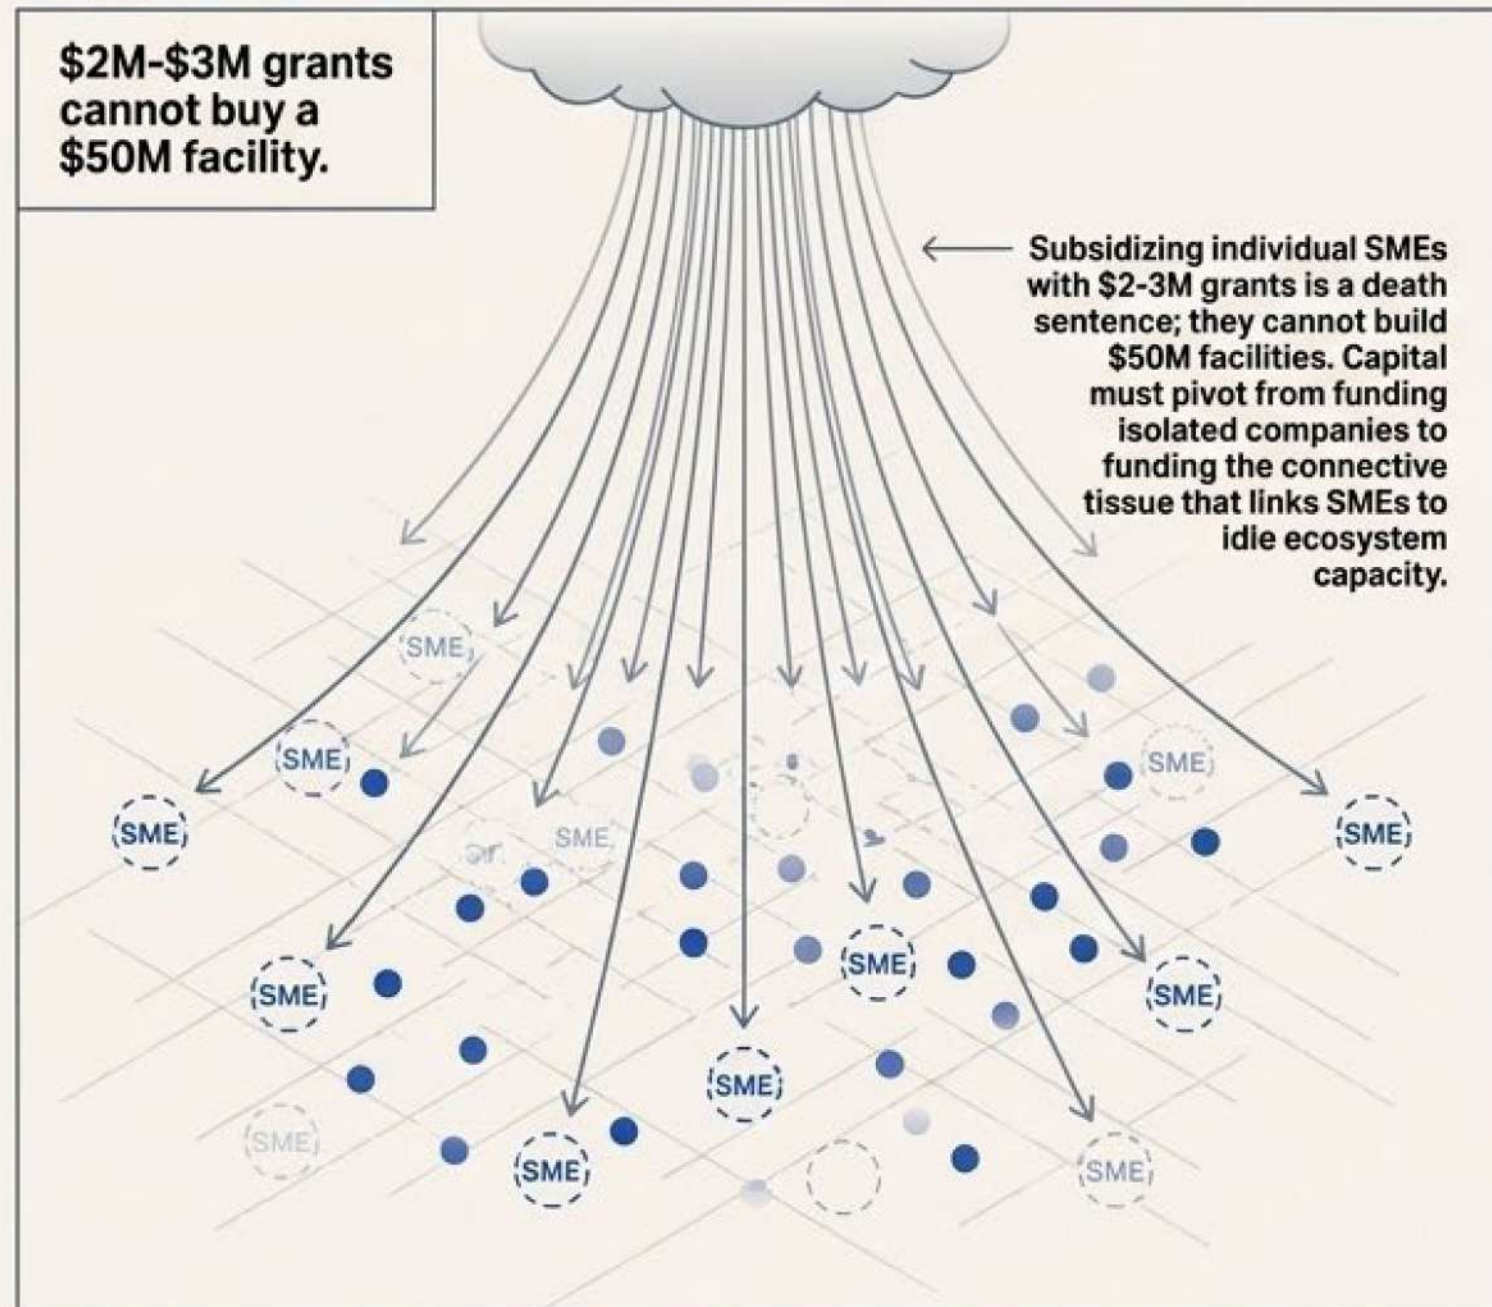 $2M-$3M grants
cannot buy a
$50M facility.
Subsidizing individual SMEs
with $2-3M grants is a death
sentence; they cannot build
$50M facilities. Capital
must pivot from funding
isolated companies to
funding the connective
tissue that links SMEs to
idie ecosystem
capacity.
SME
SME
SME
SME
SME
SME
SME
SME
SME
SME
SME
SME
SME